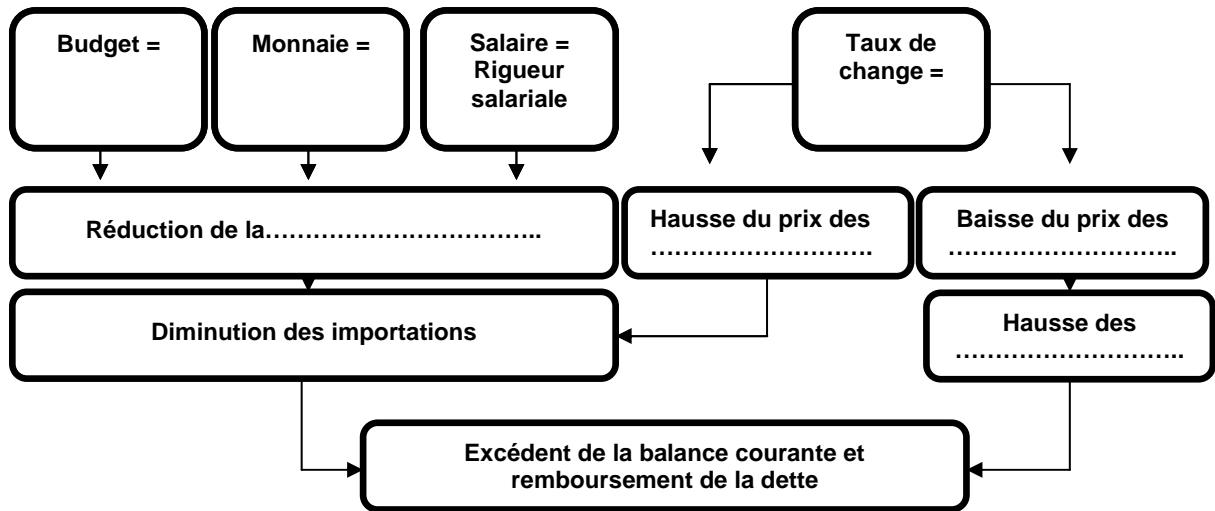 Budget =
Monnaie =
Salaire =
Rigueur
salariale
Taux de
change =
Réduction de la……………………………..
Hausse du prix des
……………………….
Baisse du prix des
………………………..
Diminution des importations
Hausse des
………………………..
Excédent de la balance courante et
remboursement de la dette